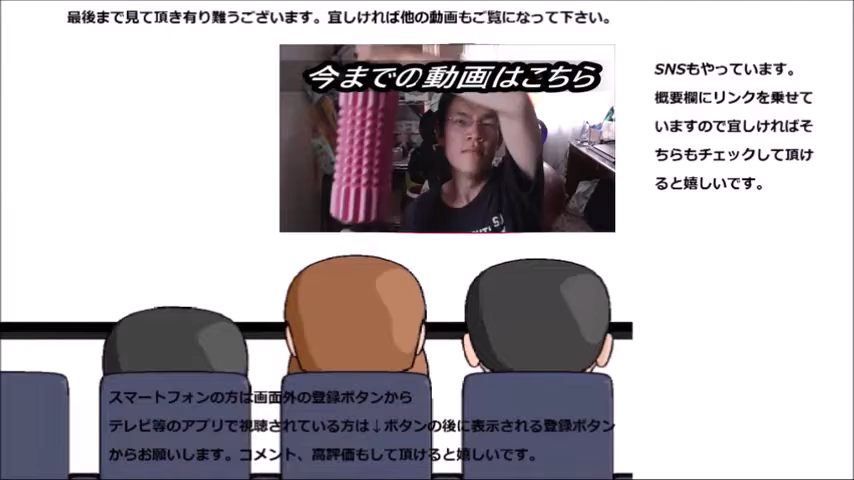 最後まで見て頂き有り難うございます。宜しければ他の動画もご覧になって下さい。
今までの動画はこちら
SNSもやっています。
概要欄にリンクを乗せて
いますので宜しければそ
ちらもチェックして頂け
ると嬉しいです。
スマートフォンの方は画面外の登録ボタンから
テレビ等のアプリで視聴されている方は↓ボタンの後に表示される登録ボタン
からお願いします。コメント、高評価もして頂けると嬉しいです。